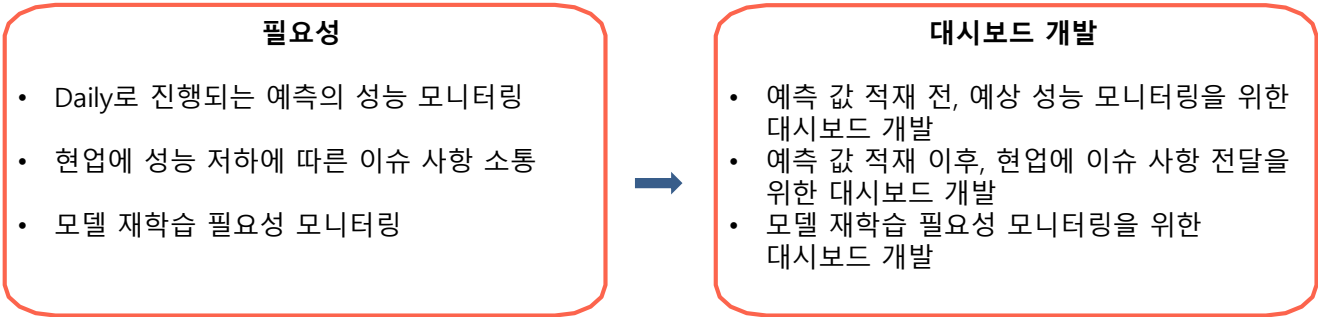 필요성
• Daily로 진행되는 예측의 성능 모니터링
• 현업에 성능 저하에 따른 이슈 사항 소통
• 모델 재학습 필요성 모니터링
대시보드 개발
• 예측 값 적재 전, 예상 성능 모니터링을 위한
대시보드 개발
• 예측 값 적재 이후, 현업에 이슈 사항 전달을
위한 대시보드 개발
• 모델 재학습 필요성 모니터링을 위한
대시보드 개발